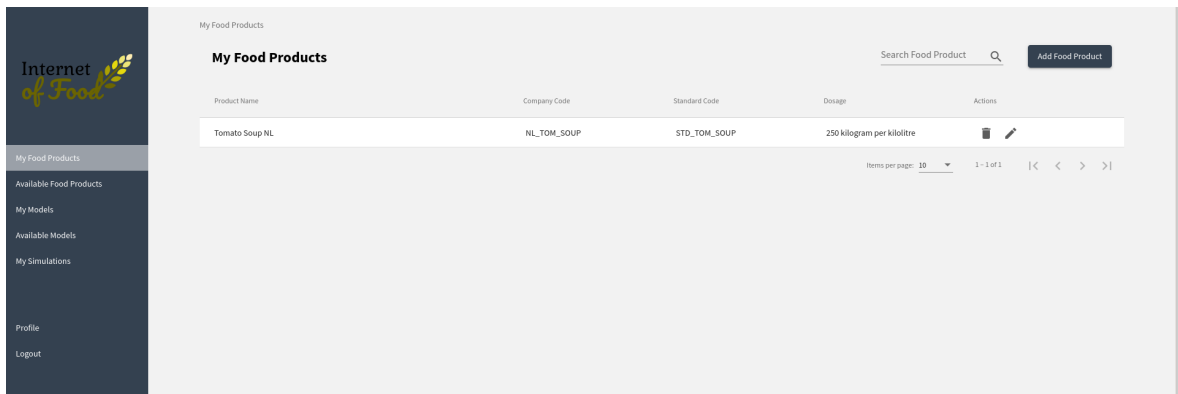 Internet
of Food
My Food Products
Available Food Products
My Models
Available Models
My Simulations
Profile
Logout
My Food Products
My Food Products
Search Food Product
Add Food Product
Product Name Company Code Standard Code Dosage Actions
Tomato Soup NL NL_TOM_SOUP STD_TOM_SOUP 250 kilogram per kilolitre
Items per page: 10 1 – 1 of 1